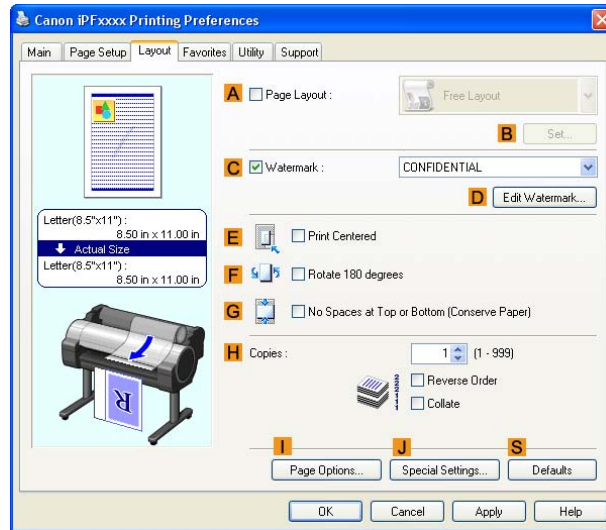 Canon iPFxxxx Printing Preferences
Main Page Setup Layout Favorites Utility Support
A Page Layout : Free Layout
B Set...
C Watermark : CONFIDENTIAL
D Edit Watermark...
Letter(8.5"x11") :
8.50 in x 11.00 in
Actual Size
Letter(8.5"x11") :
8.50 in x 11.00 in
E Print Centered
F Rotate 180 degrees
G No Spaces at Top or Bottom (Conserve Paper)
H Copies : 1 (1 - 999)
Reverse Order
Collate
R
I J S
Page Options... Special Settings... Defaults
OK Cancel Apply Help